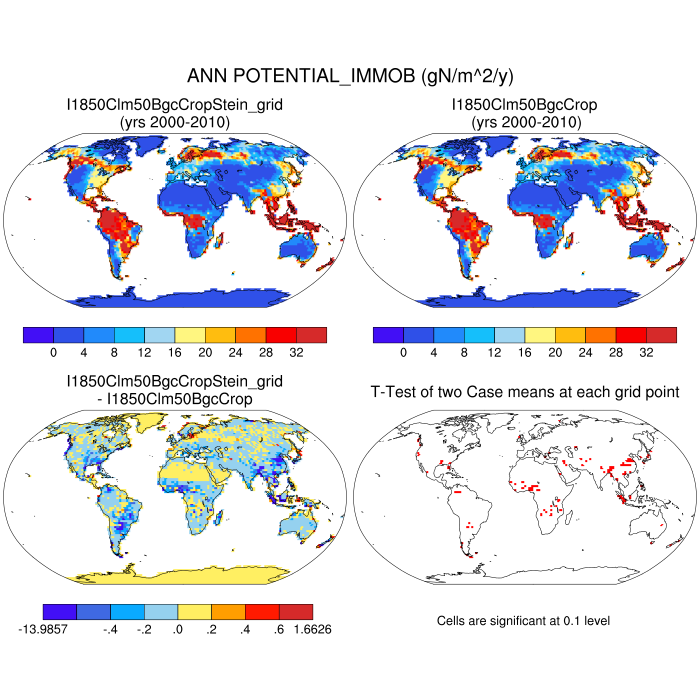 ANN POTENTIAL_IMMOB (gN/m^2/y)
I1850Clm50BgcCropStein_grid
(yrs 2000-2010)
I1850Clm50BgcCrop
(yrs 2000-2010)
0 4 8 12 16 20 24 28 32
0 4 8 12 16 20 24 28 32
I1850Clm50BgcCropStein_grid
- I1850Clm50BgcCrop
T-Test of two Case means at each grid point
-13.9857 -.4 -.2 .0 .2 .4 .6 1.6626
Cells are significant at 0.1 level